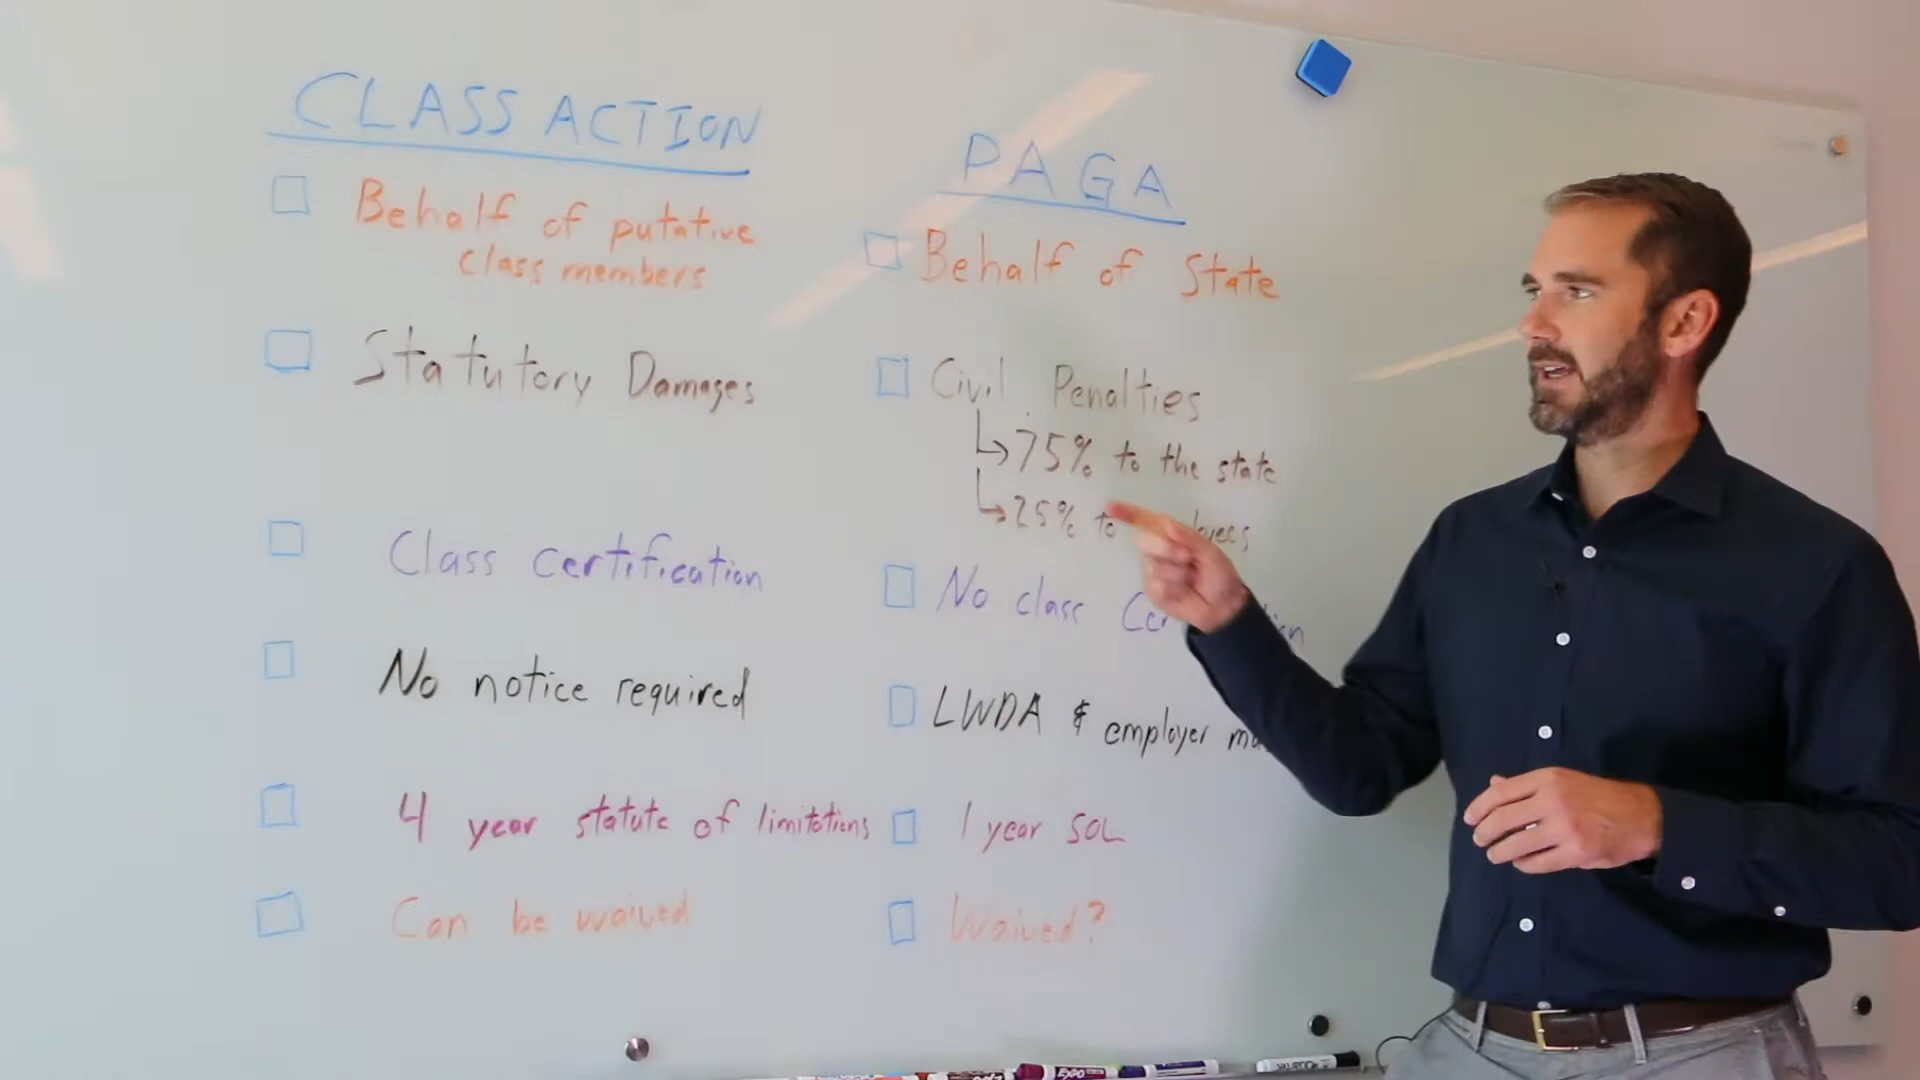 CLASS ACTION
Behalf of putative
class members
Statutory Damages
Class certification
No notice required
4 year statute of limitations
Can be waived
PAGA
Behalf of State
Civil Penalties
75% to the state
25% to
No class
LWDA & employer
1 year SOL
Waived?
EXPO